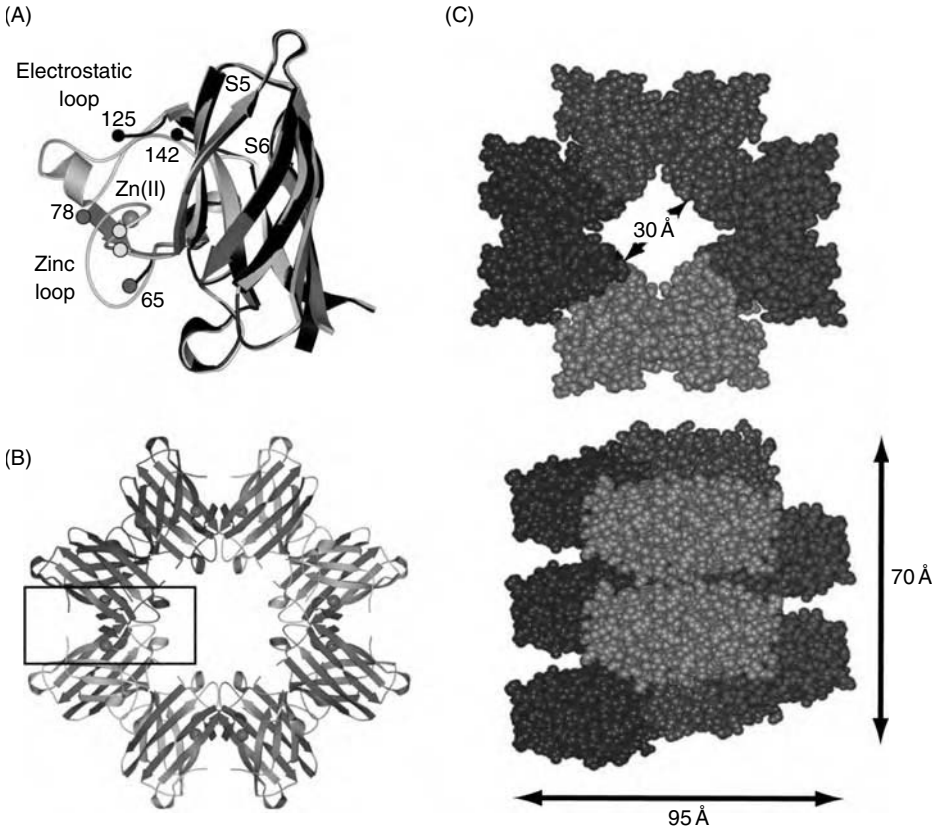 (A)
Electrostatic
loop
125
142
S5
S6
Zn(II)
78
Zinc
loop
65
(B)
(C)
30 Å
70 Å
95 Å